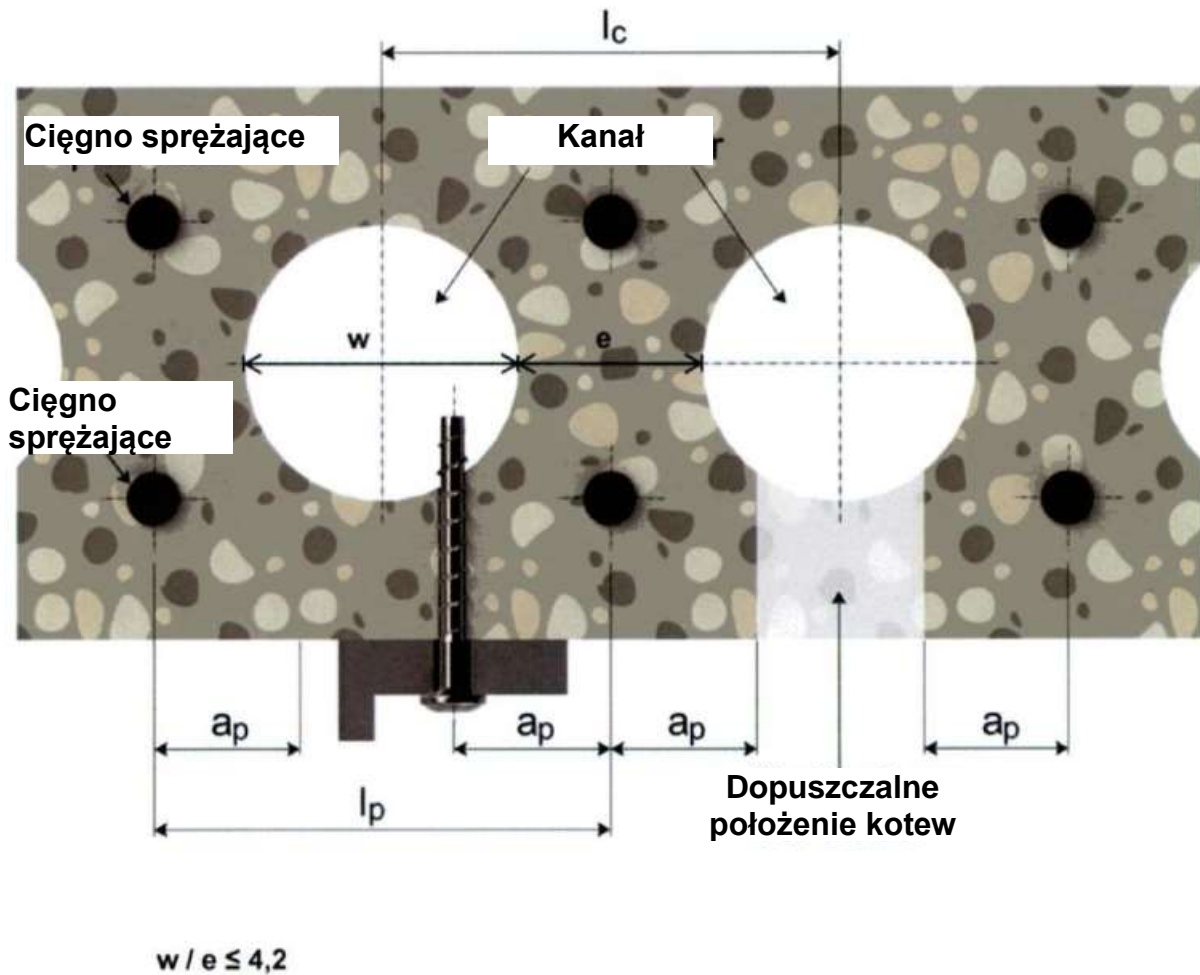 lc
Cięgno sprężające
Kanał
w
e
Cięgno
sprężające
ap
ap
ap
ap
lp
Dopuszczalne
położenie kotew
w / e ≤ 4,2